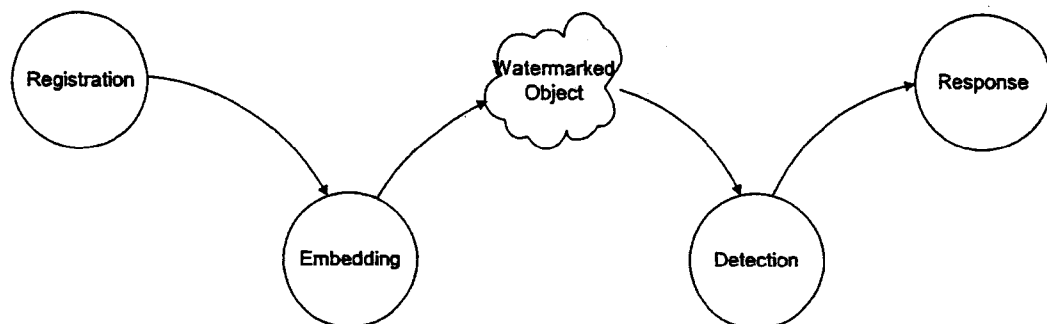 Registration
Embedding
Watermarked
Object
Detection
Response